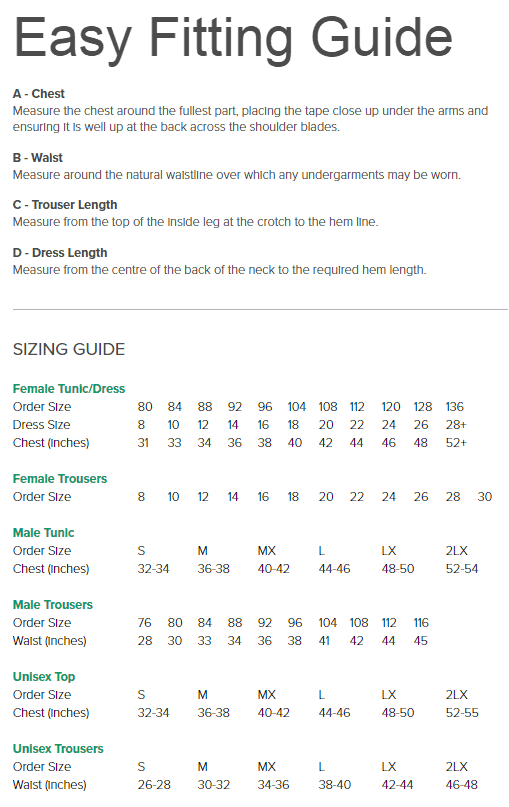 Easy Fitting Guide
A - Chest
Measure the chest around the fullest part, placing the tape close up under the arms and
ensuring it is well up at the back across the shoulder blades.
B - Waist
Measure around the natural waistline over which any undergarments may be worn.
C - Trouser Length
Measure from the top of the inside leg at the crotch to the hem line.
D - Dress Length
Measure from the centre of the back of the neck to the required hem length.
SIZING GUIDE
Female Tunic/Dress
Order Size 80 84 88 92 96 104 108 112 120 128 136
Dress Size 8 10 12 14 16 18 20 22 24 26 28+
Chest (Inches) 31 33 34 36 38 40 42 44 46 48 52+
Female Trousers
Order Size 8 10 12 14 16 18 20 22 24 26 28 30
Male Tunic
Order Size S M MX L LX 2LX
Chest (Inches) 32-34 36-38 40-42 44-46 48-50 52-54
Male Trousers
Order Size 76 80 84 88 92 96 104 108 112 116
Waist (Inches) 28 30 33 34 36 38 41 42 44 45
Unisex Top
Order Size S M MX L LX 2LX
Chest (Inches) 32-34 36-38 40-42 44-46 48-50 52-55
Unisex Trousers
Order Size S M MX L LX 2LX
Waist (Inches) 26-28 30-32 34-36 38-40 42-44 46-48